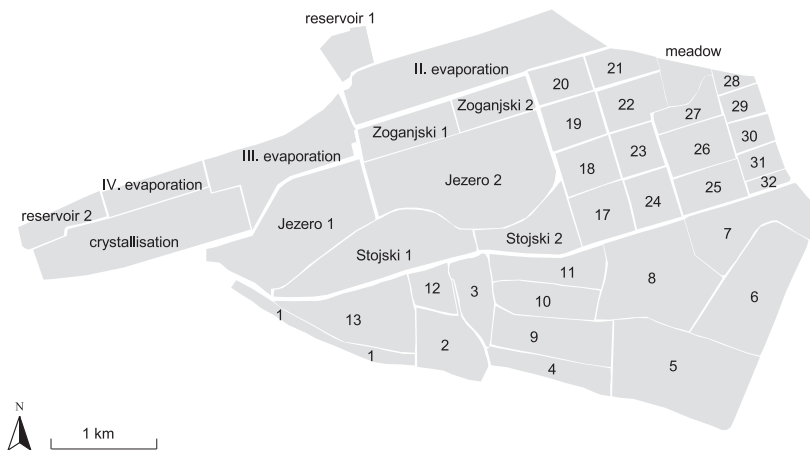 reservoir 1
meadow
II. evaporation
21
28
20
Zoganjski 2
22
29
27
19
Zoganjski 1
30
III. evaporation
23
26
31
18
Jezero 2
32
IV. evaporation
25
24
17
reservoir 2
Jezero 1
crystallisation
Stojski 2
7
Stojski 1
11
8
12
3
6
10
1
13
9
2
1
4
5
N
1 km